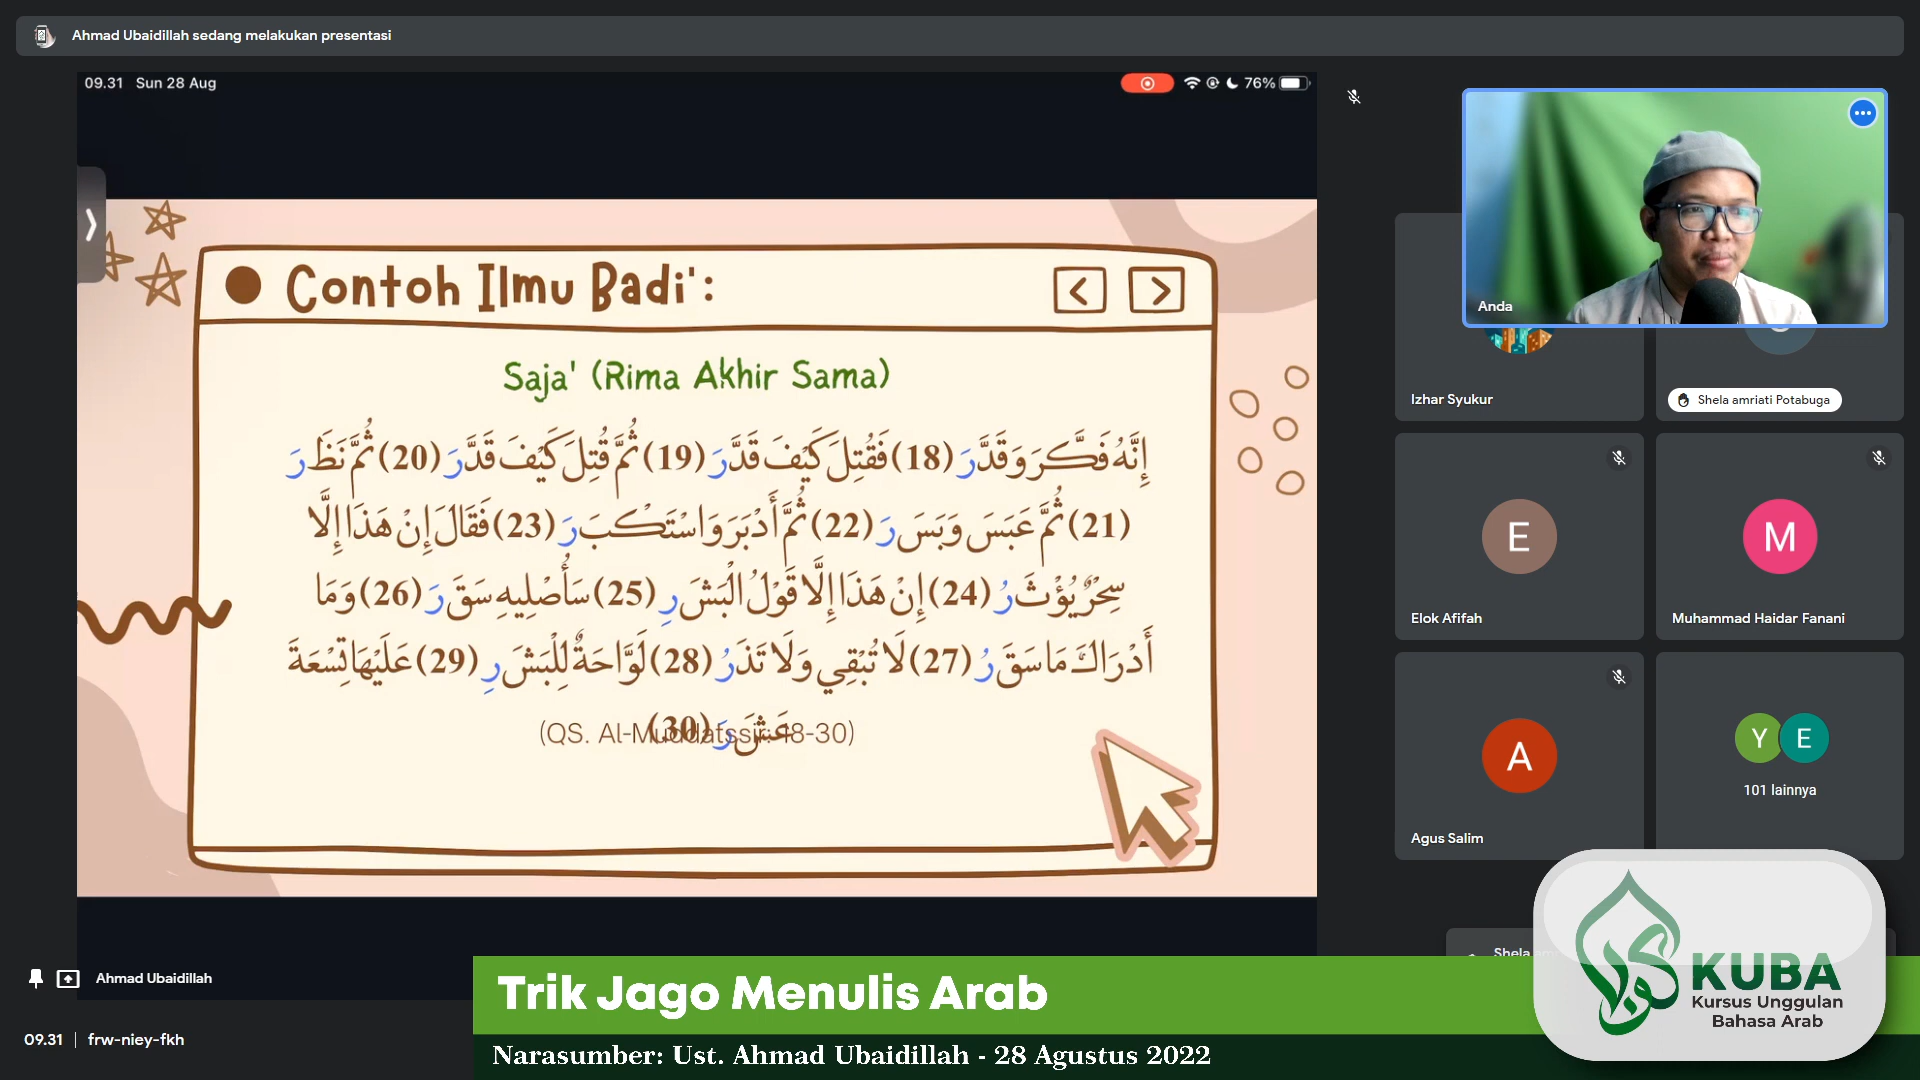 Ahmad Ubaidillah sedang melakukan presentasi
09.31 Sun 28 Aug
76%
Contoh Ilmu Badi':
Saja' (Rima Akhir Sama)
إِنَّهُ فَكَّرَ وَقَدَّرَ (18) فَقُتِلَ كَيْفَ قَدَّرَ (19) ثُمَّ قُتِلَ كَيْفَ قَدَّرَ (20) ثُمَّ نَظَرَ
(21) ثُمَّ عَبَسَ وَبَسَرَ (22) ثُمَّ أَدْبَرَ وَاسْتَكْبَرَ (23) فَقَالَ إِنْ هَذَا إِلَّا
سِحْرٌ يُؤْثَرُ (24) إِنْ هَذَا إِلَّا قَوْلُ الْبَشَرِ (25) سَأُصْلِيهِ سَقَرَ (26) وَمَا
أَدْرَاكَ مَا سَقَرُ (27) لَا تُبْقِي وَلَا تَذَرُ (28) لَوَّاحَةٌ لِلْبَشَرِ (29) عَلَيْهَا تِسْعَةَ
عَشَرَ (30)
(QS. Al-Muddatssir: 18-30)
Anda
Izhar Syukur
Shela amriati Potabuga
E
Elok Afifah
M
Muhammad Haidar Fanani
A
Agus Salim
Y E
101 lainnya
Shela
Ahmad Ubaidillah
09.31 | frw-niey-fkh
Trik Jago Menulis Arab
Narasumber: Ust. Ahmad Ubaidillah - 28 Agustus 2022
KUBA
Kursus Unggulan
Bahasa Arab